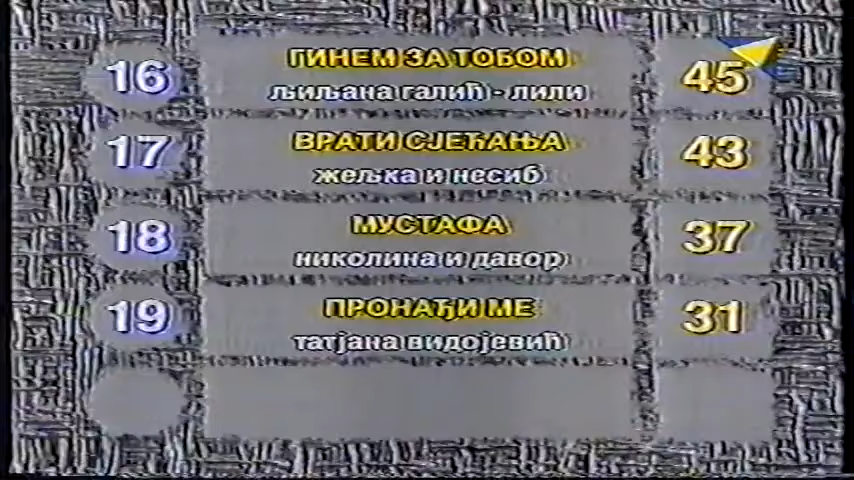 16 ГИНЕМ ЗА ТОБОМ 45
љиљана галић - лили
17 ВРАТИ СЈЕЋАЊА 43
жељка и несиб
18 МУСТАФА 37
николина и давор
19 ПРОНАЂИ МЕ 31
татјана видојевић